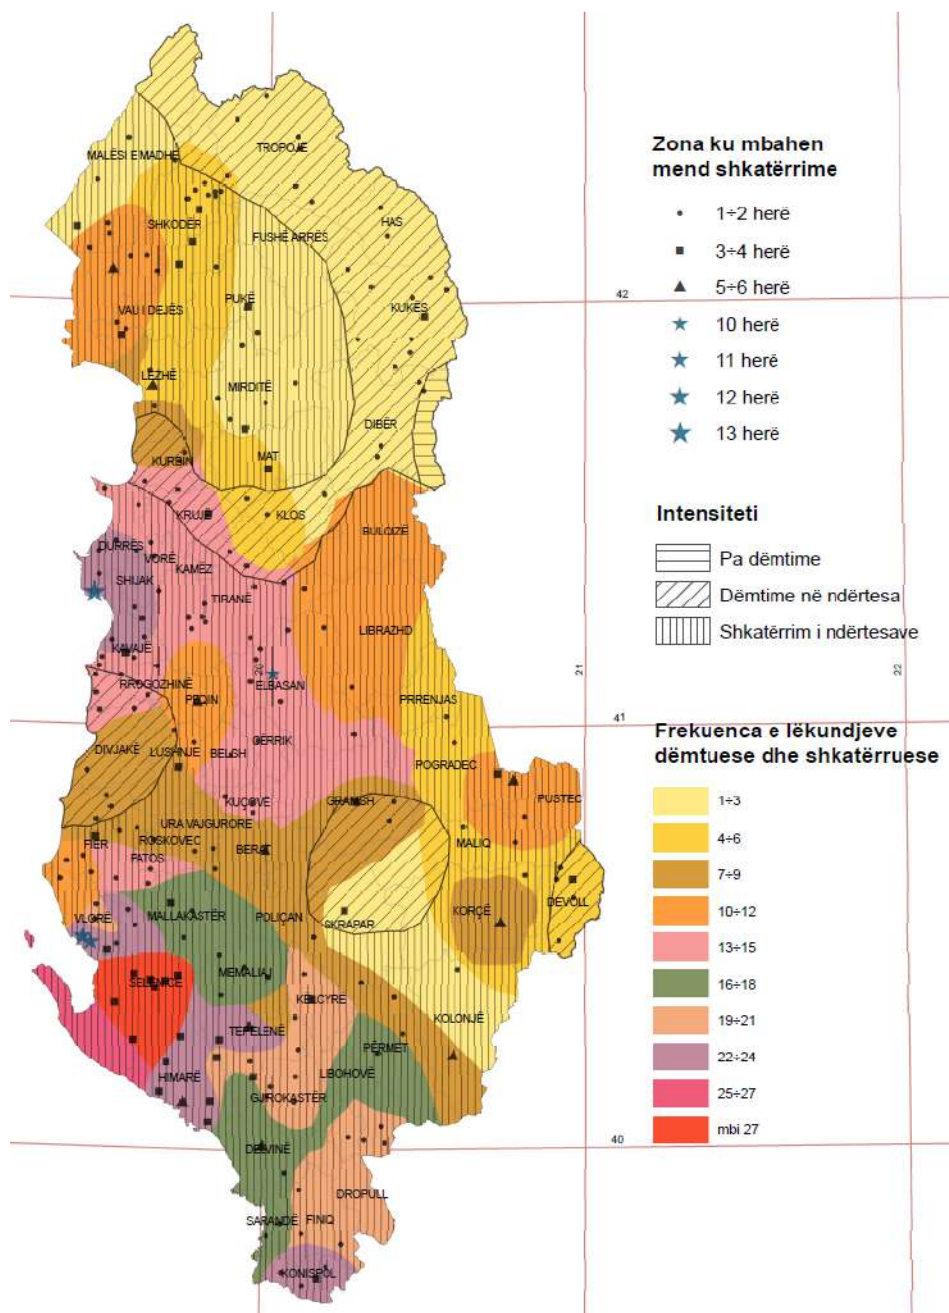 MALËSI E MADHE
TROPOJË
SHKODËR
HAS
FUSHË ARRËS
PUKË
KUKËS
VAU I DEJËS
LEZHË
MIRDITË
DIBËR
KURBIN
MAT
KRUJË
KLOS
BULQIZË
DURRËS
VORË
KAMËZ
SHIJAK
TIRANË
LIBRAZHD
KAVAJË
20
ELBASAN
RROGOZHINË
PEQIN
PRRENJAS
DIVJAKË
LUSHNJE
BELSH
CËRRIK
POGRADEC
PUSTEC
KUÇOVË
GRAMSH
URA VAJGURORE
ROSKOVEC
FIER
PATOS
BERAT
MALIQ
DEVOLL
KORÇË
VLORË
MALLAKASTËR
POLIÇAN
SKRAPAR
SELENICË
MEMALIAJ
KËLCYRE
KOLONJË
TEPELENË
PËRMET
HIMARË
LIBOHOVË
GJIROKASTËR
DELVINË
DROPULL
SARANDË
FINIQ
KONISPOL
42
41
40
21
22
Zona ku mbahen
mend shkatërrime
1÷2 herë
3÷4 herë
5÷6 herë
10 herë
11 herë
12 herë
13 herë
Intensiteti
Pa dëmtime
Dëmtime në ndërtesa
Shkatërrim i ndërtesave
Frekuenca e lëkundjeve
dëmtuese dhe shkatërruese
1÷3
4÷6
7÷9
10÷12
13÷15
16÷18
19÷21
22÷24
25÷27
mbi 27